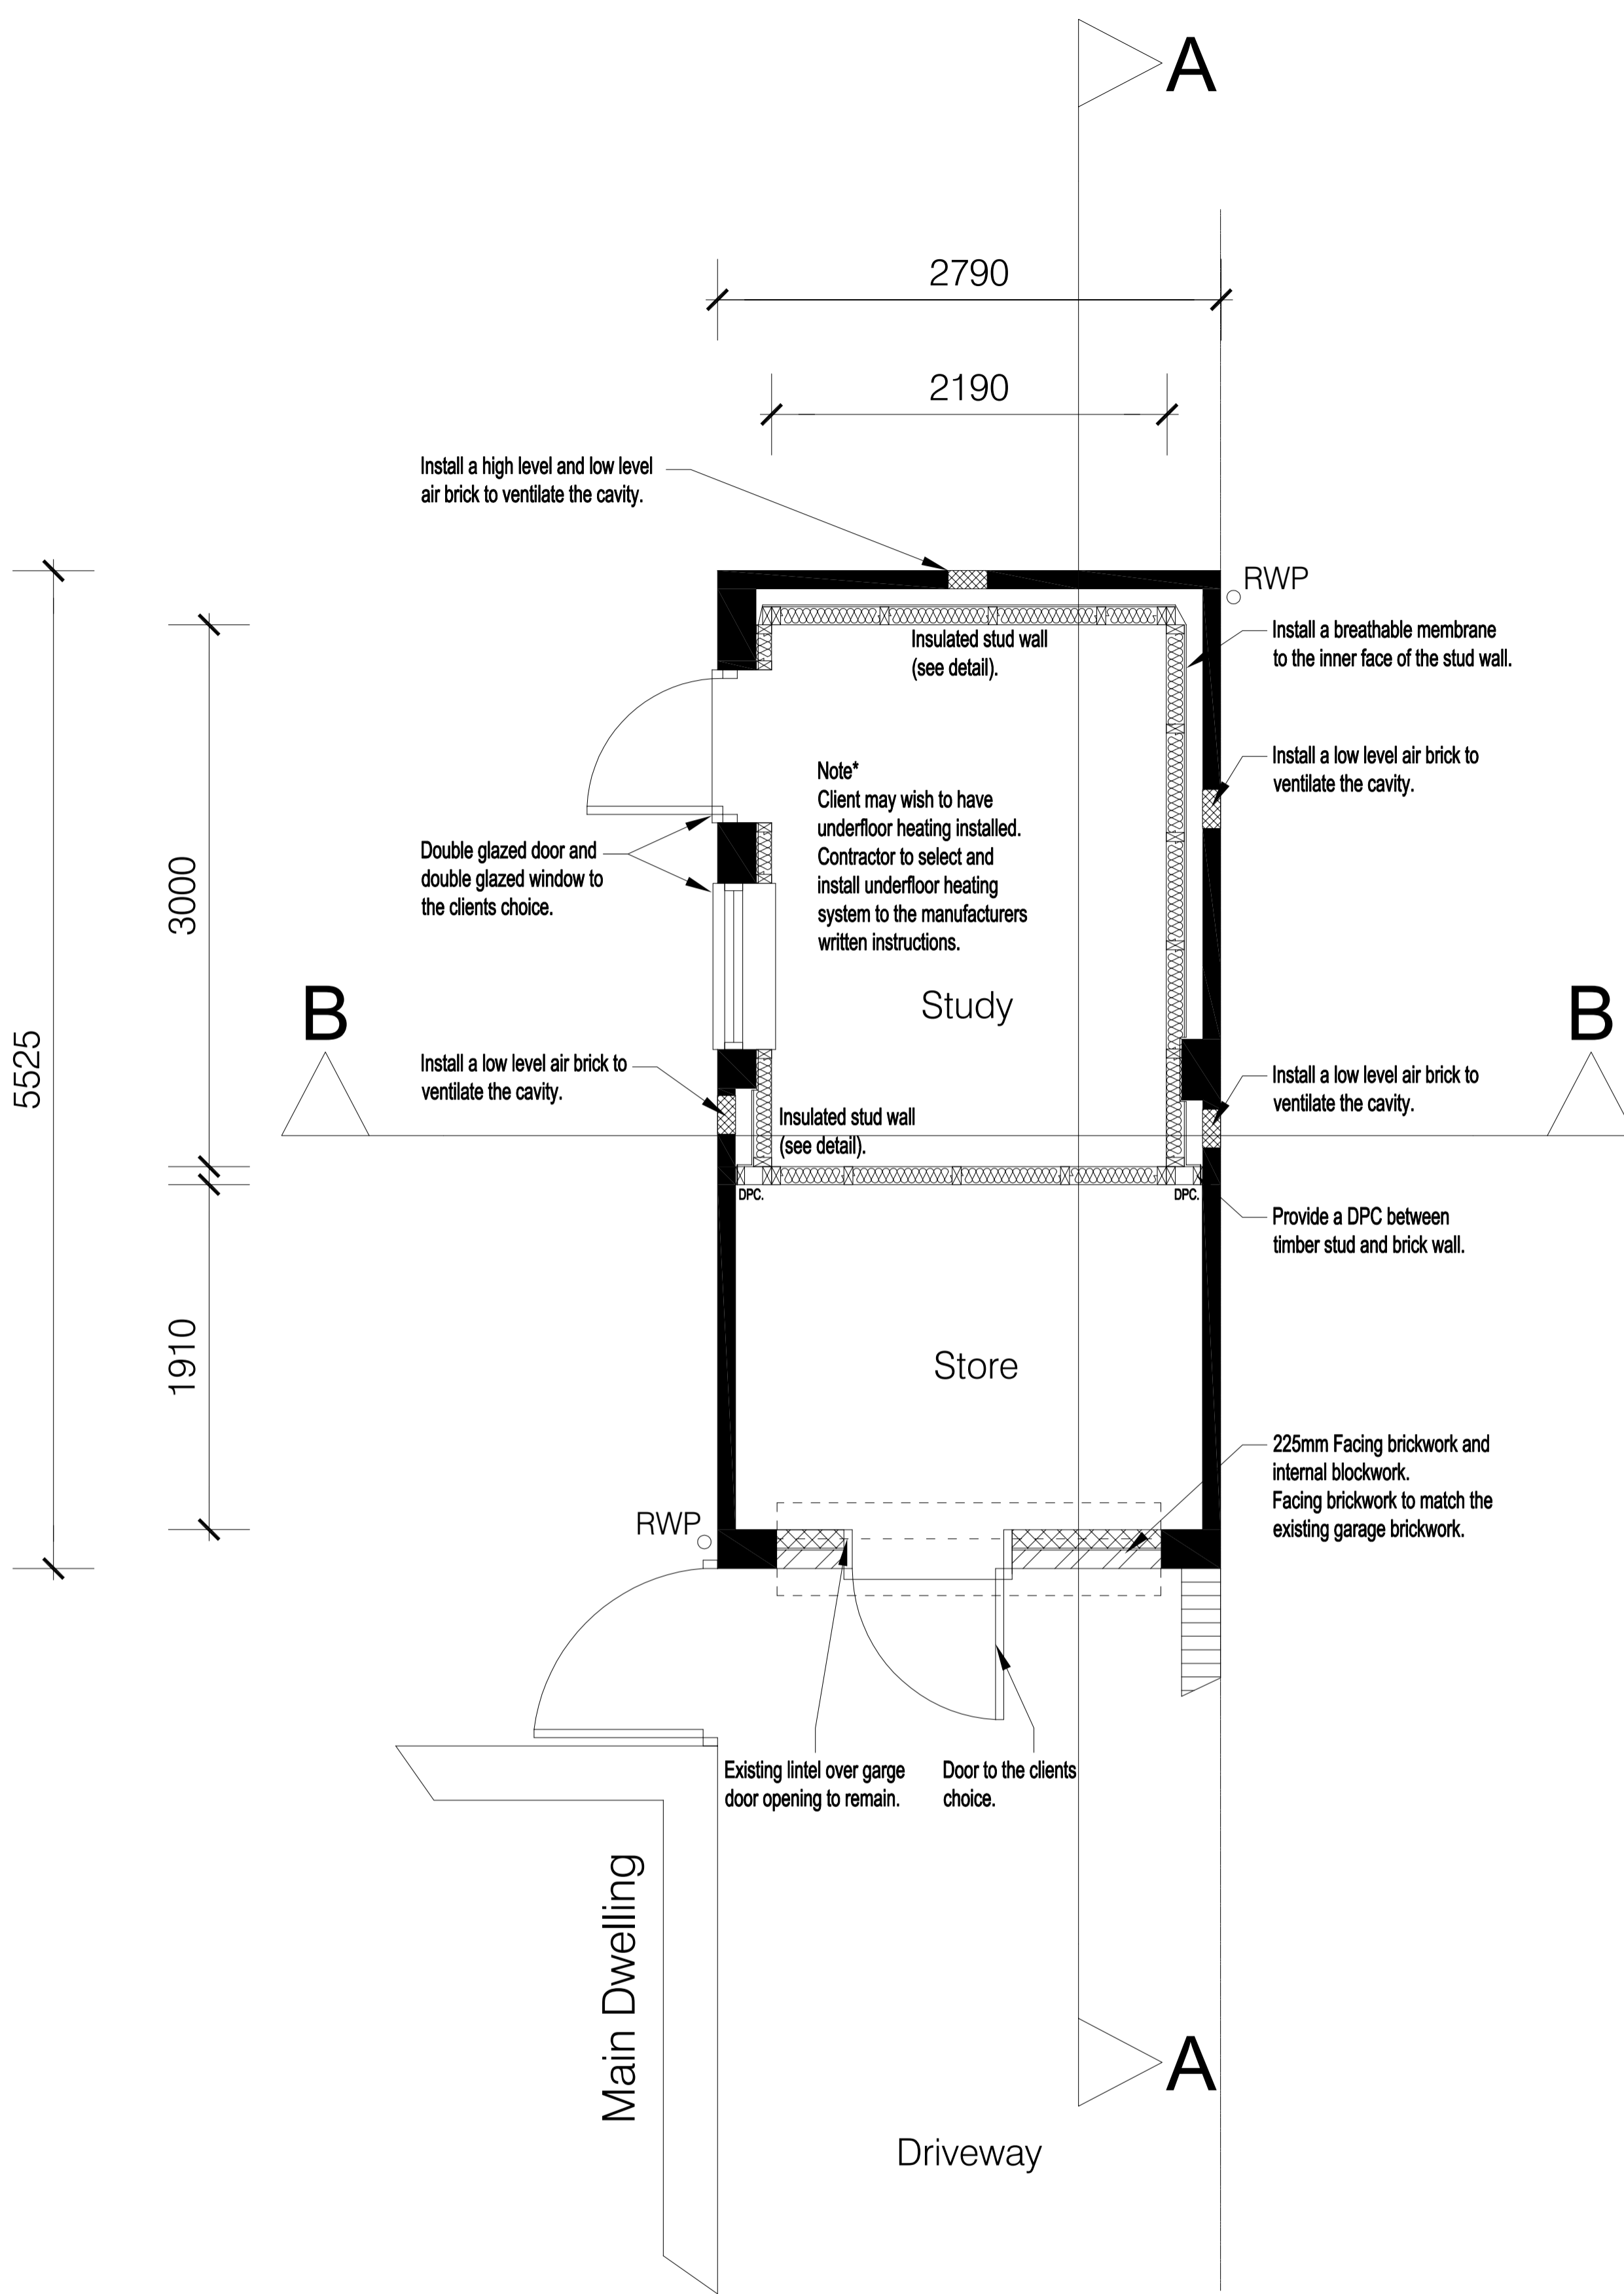 A
2790
2190
Install a high level and low level
air brick to ventilate the cavity.
RWP
Install a breathable membrane
to the inner face of the stud wall.
Insulated stud wall
(see detail).
Install a low level air brick to
ventilate the cavity.
Note*
Client may wish to have
underfloor heating installed.
Contractor to select and
install underfloor heating
system to the manufacturers
written instructions.
Double glazed door and
double glazed window to
the clients choice.
3000
5525
B
Study
B
Install a low level air brick to
ventilate the cavity.
Install a low level air brick to
ventilate the cavity.
Insulated stud wall
(see detail).
DPC.
DPC.
Provide a DPC between
timber stud and brick wall.
1910
Store
225mm Facing brickwork and
internal blockwork.
Facing brickwork to match the
existing garage brickwork.
RWP
Existing lintel over garge
door opening to remain.
Door to the clients
choice.
Main Dwelling
A
Driveway